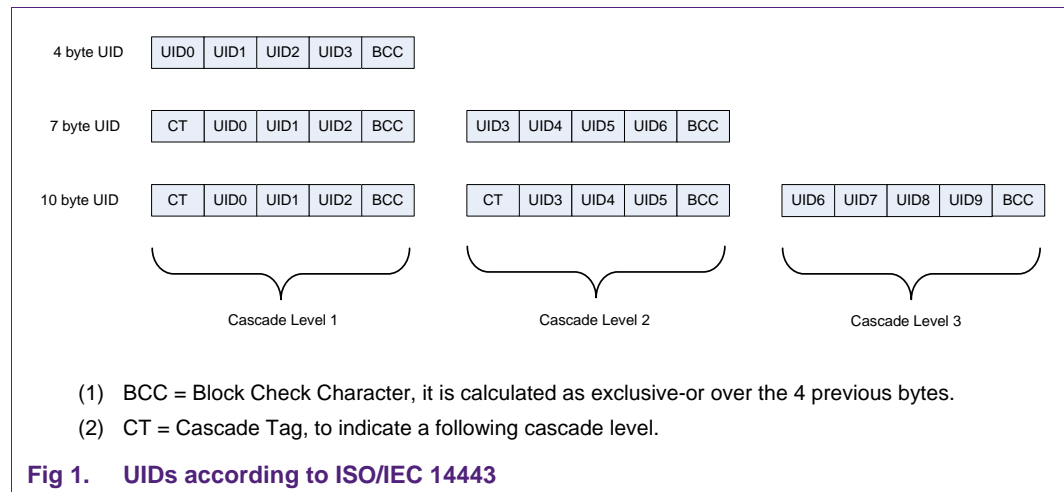 4 byte UID UID0 UID1 UID2 UID3 BCC
7 byte UID CT UID0 UID1 UID2 BCC UID3 UID4 UID5 UID6 BCC
10 byte UID CT UID0 UID1 UID2 BCC CT UID3 UID4 UID5 BCC UID6 UID7 UID8 UID9 BCC
Cascade Level 1 Cascade Level 2 Cascade Level 3
(1) BCC = Block Check Character, it is calculated as exclusive-or over the 4 previous bytes.
(2) CT = Cascade Tag, to indicate a following cascade level.
Fig 1. UIDs according to ISO/IEC 14443